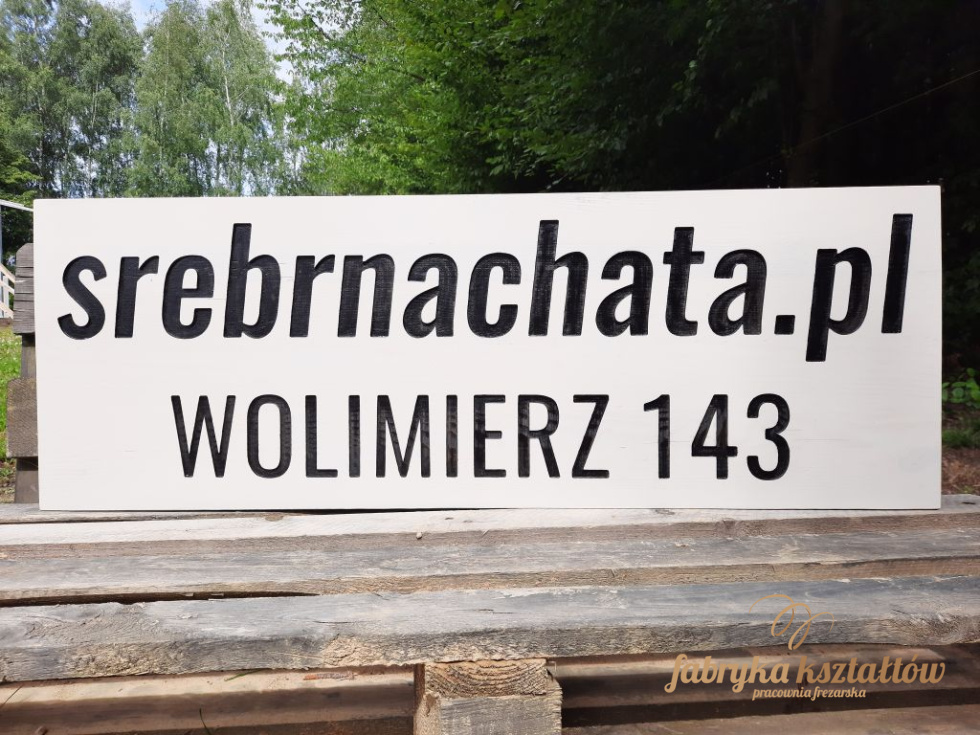 srebrnachata.pl
WOLIMIERZ 143
fabryka kształtów
pracownia frezarska